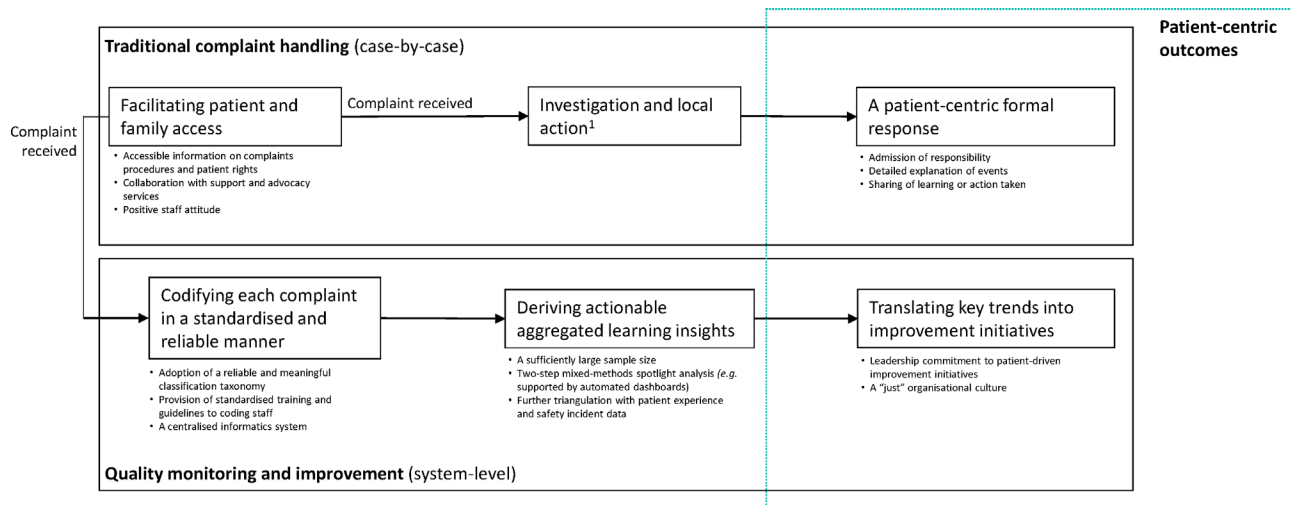 Patient-centric
outcomes
Traditional complaint handling (case-by-case)
Facilitating patient and
family access
Complaint received
Investigation and local
action¹
A patient-centric formal
response
Complaint
received
• Accessible information on complaints
procedures and patient rights
• Collaboration with support and advocacy
services
• Positive staff attitude
• Admission of responsibility
• Detailed explanation of events
• Sharing of learning or action taken
Codifying each complaint
in a standardised and
reliable manner
Deriving actionable
aggregated learning insights
Translating key trends into
improvement initiatives
• Adoption of a reliable and meaningful
classification taxonomy
• Provision of standardised training and
guidelines to coding staff
• A centralised informatics system
• A sufficiently large sample size
• Two-step mixed-methods spotlight analysis (e.g.
supported by automated dashboards)
• Further triangulation with patient experience
and safety incident data
• Leadership commitment to patient-driven
improvement initiatives
• A “just” organisational culture
Quality monitoring and improvement (system-level)